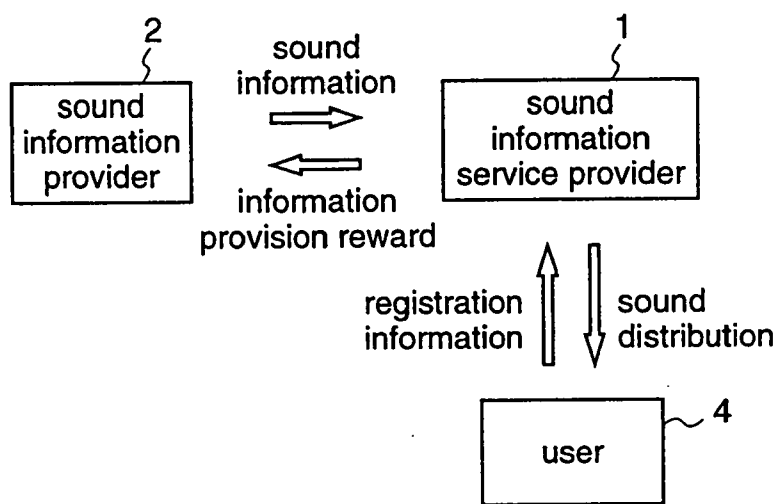 2
sound
information
provider
sound
information
information
provision reward
1
sound
information
service provider
registration
information
sound
distribution
4
user